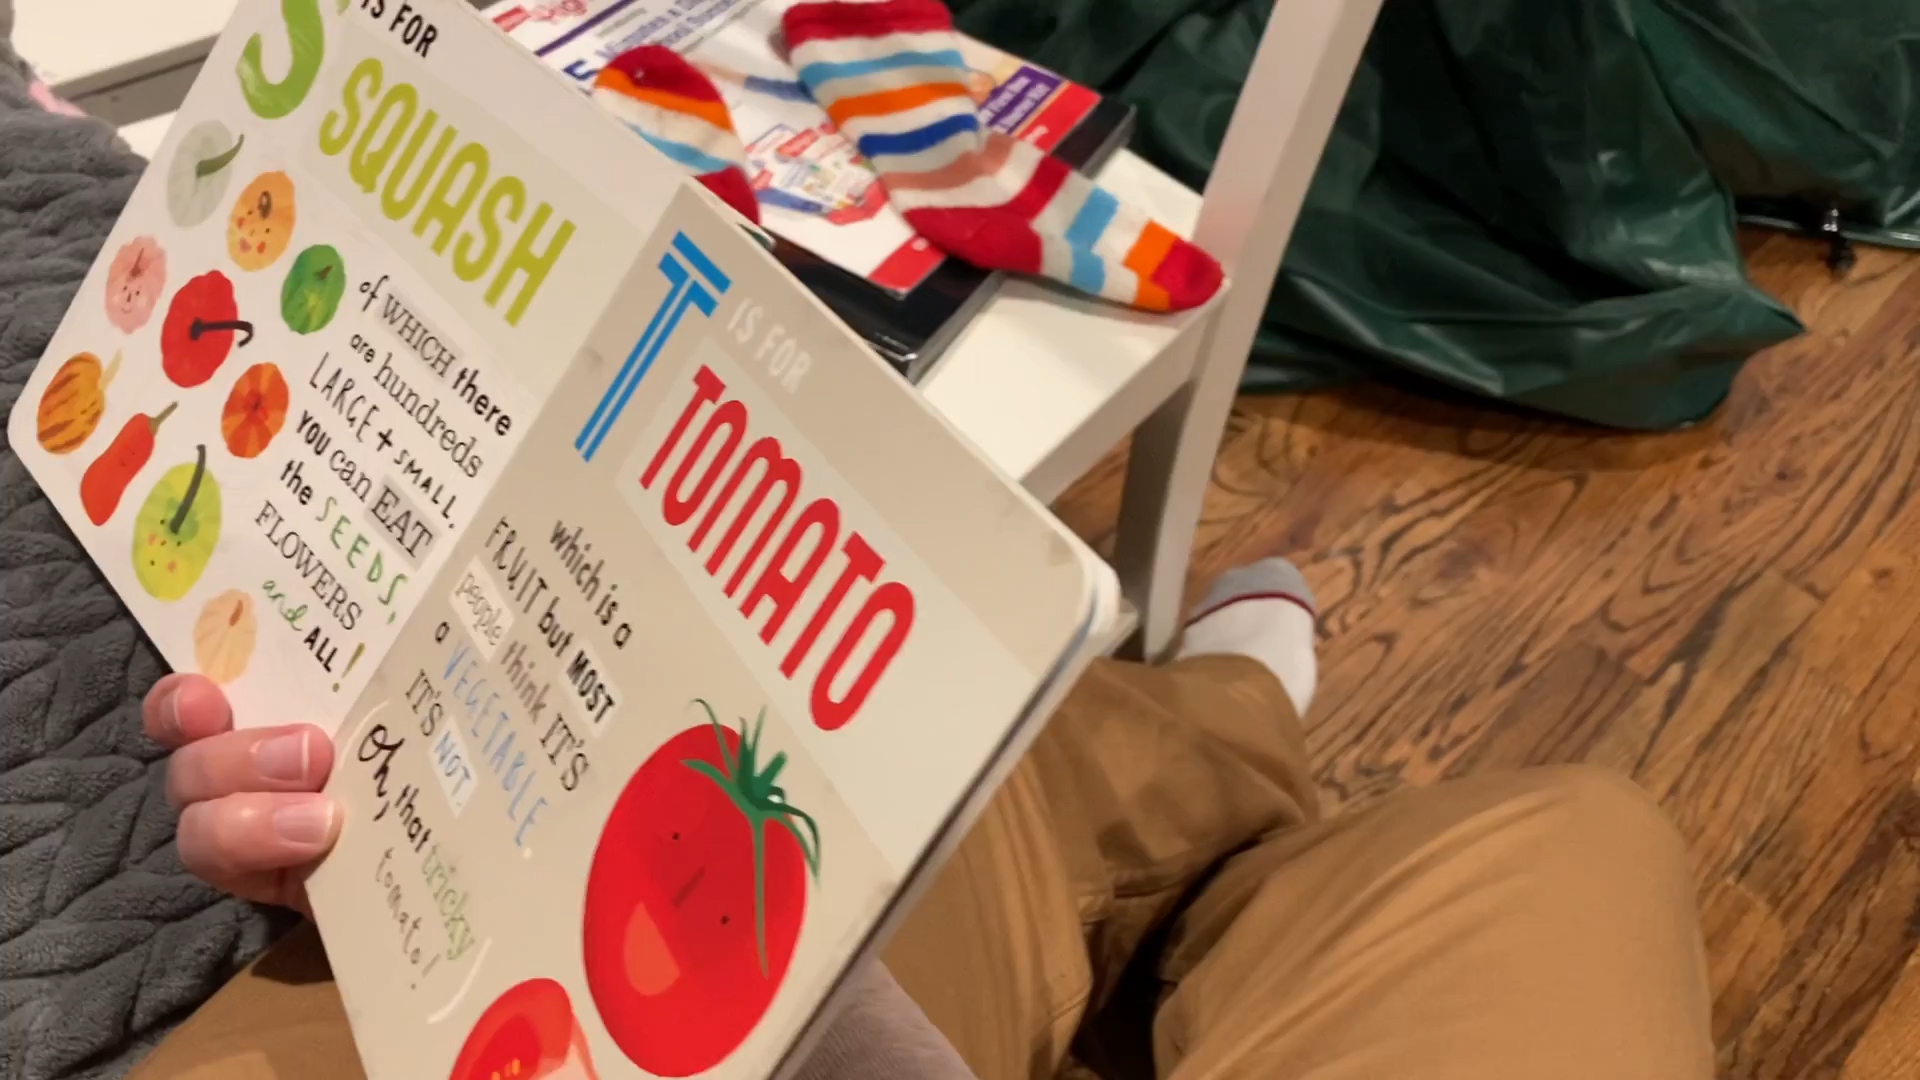 S IS FOR
SQUASH
of WHICH there
are hundreds
LARGE + SMALL.
YOU can EAT
the SEEDS,
FLOWERS
and ALL!
T IS FOR
TOMATO
which is a
FRUIT but MOST
people think IT'S
a VEGETABLE.
IT'S NOT.
Oh, that tricky
tomato!